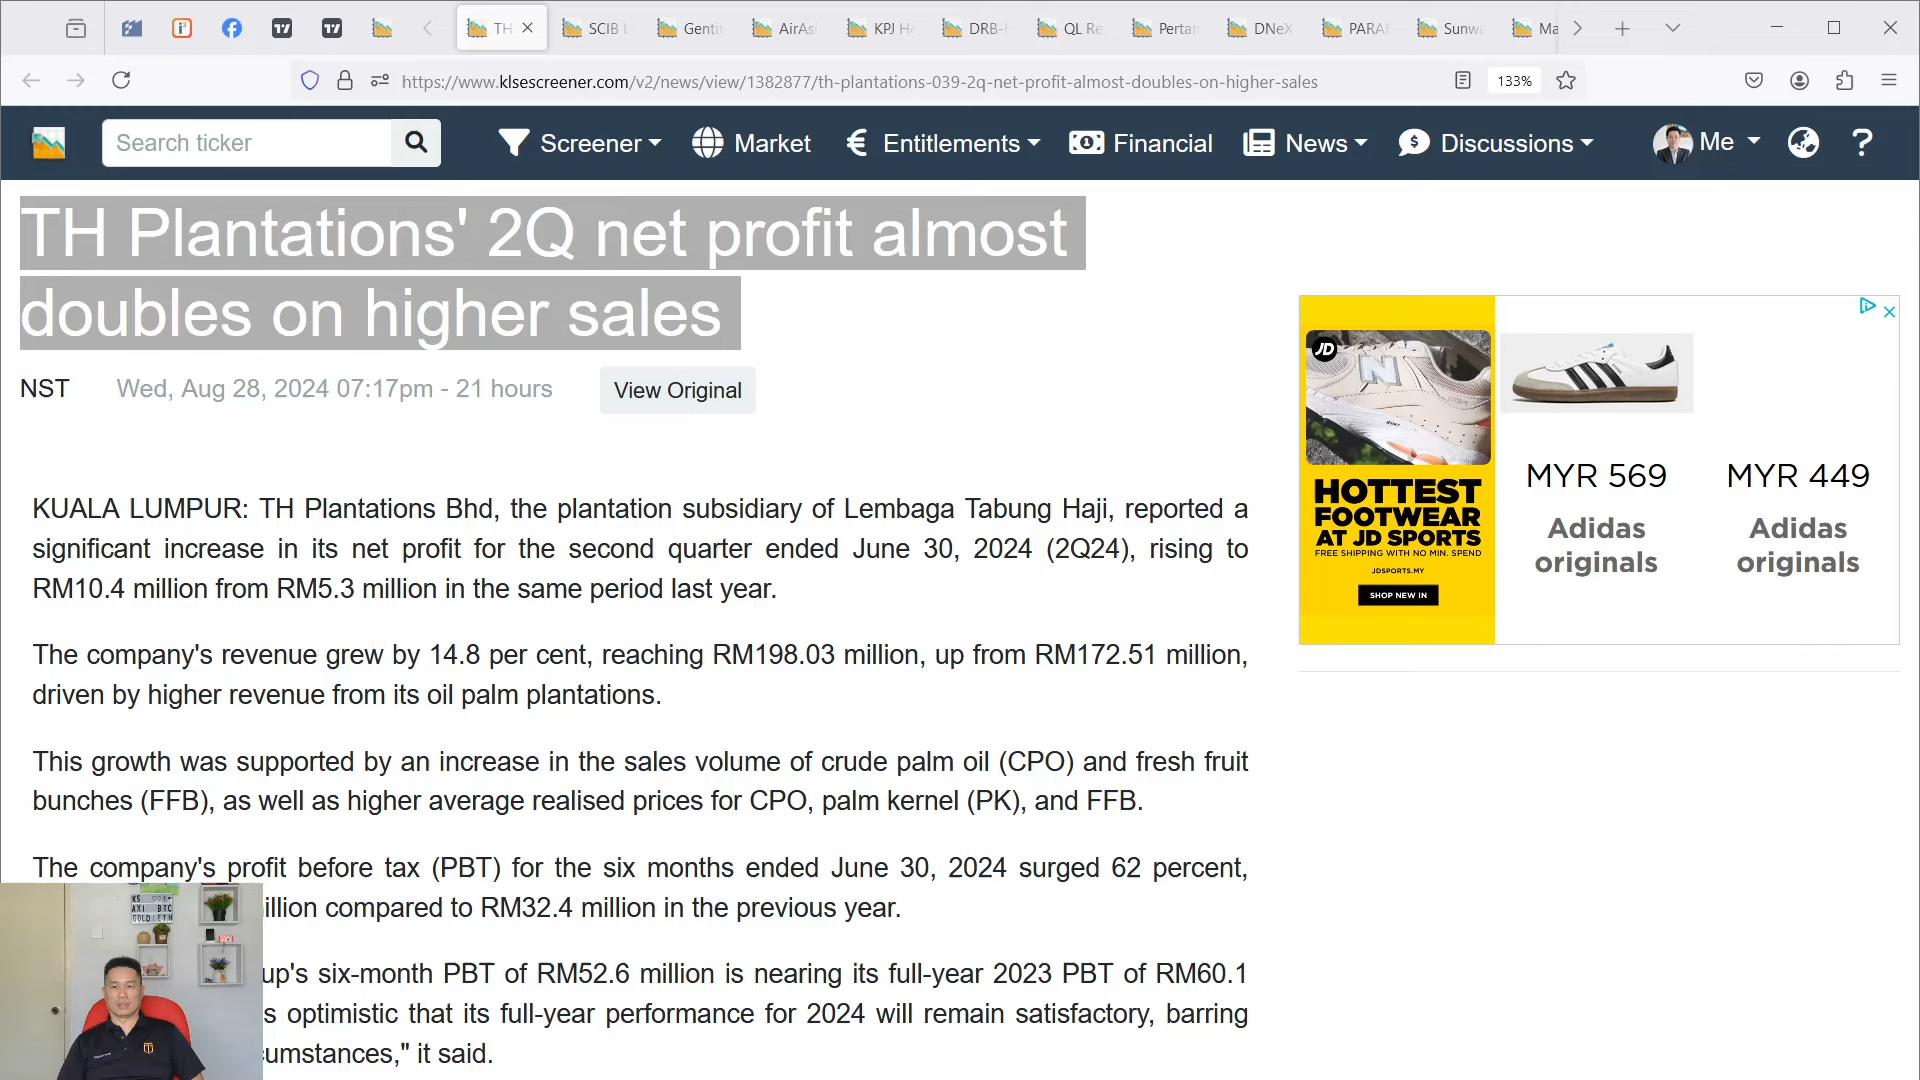 TH
SCIB
Genti
AirAsi
KPJ He
DRB-H
QL Re
Pertan
DNeX
PARAM
Sunwa
Ma
https://www.klsescreener.com/v2/news/view/1382877/th-plantations-039-2q-net-profit-almost-doubles-on-higher-sales
133%
Search ticker
Screener
Market
Entitlements
Financial
News
Discussions
Me
?
TH Plantations' 2Q net profit almost
doubles on higher sales
NST
Wed, Aug 28, 2024 07:17pm - 21 hours
View Original
KUALA LUMPUR: TH Plantations Bhd, the plantation subsidiary of Lembaga Tabung Haji, reported a
significant increase in its net profit for the second quarter ended June 30, 2024 (2Q24), rising to
RM10.4 million from RM5.3 million in the same period last year.
The company's revenue grew by 14.8 per cent, reaching RM198.03 million, up from RM172.51 million,
driven by higher revenue from its oil palm plantations.
This growth was supported by an increase in the sales volume of crude palm oil (CPO) and fresh fruit
bunches (FFB), as well as higher average realised prices for CPO, palm kernel (PK), and FFB.
The company's profit before tax (PBT) for the six months ended June 30, 2024 surged 62 percent,
illion compared to RM32.4 million in the previous year.
up's six-month PBT of RM52.6 million is nearing its full-year 2023 PBT of RM60.1
s optimistic that its full-year performance for 2024 will remain satisfactory, barring
cumstances," it said.
JD
N
HOTTEST
FOOTWEAR
AT JD SPORTS
FREE SHIPPING WITH NO MIN. SPEND
JDSPORTS.MY
SHOP NEW IN
MYR 569
Adidas
originals
MYR 449
Adidas
originals
KS
AXI BTC
GOLD ETH